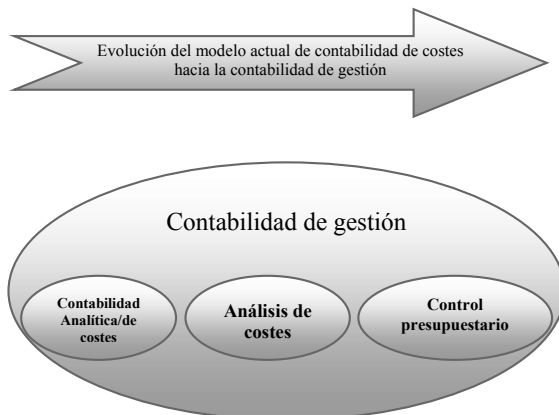 Evolución del modelo actual de contabilidad de costes
hacia la contabilidad de gestión
Contabilidad de gestión
Contabilidad
Analítica/de
costes
Análisis de
costes
Control
presupuestario